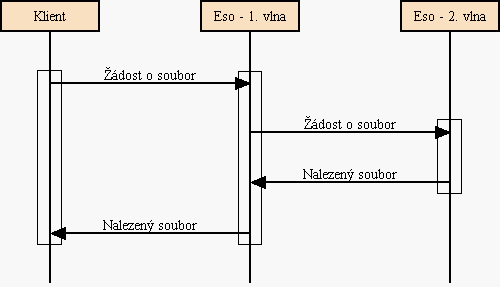 Klient
Eso - 1. vlna
Eso - 2. vlna
Žádost o soubor
Žádost o soubor
Nalezený soubor
Nalezený soubor